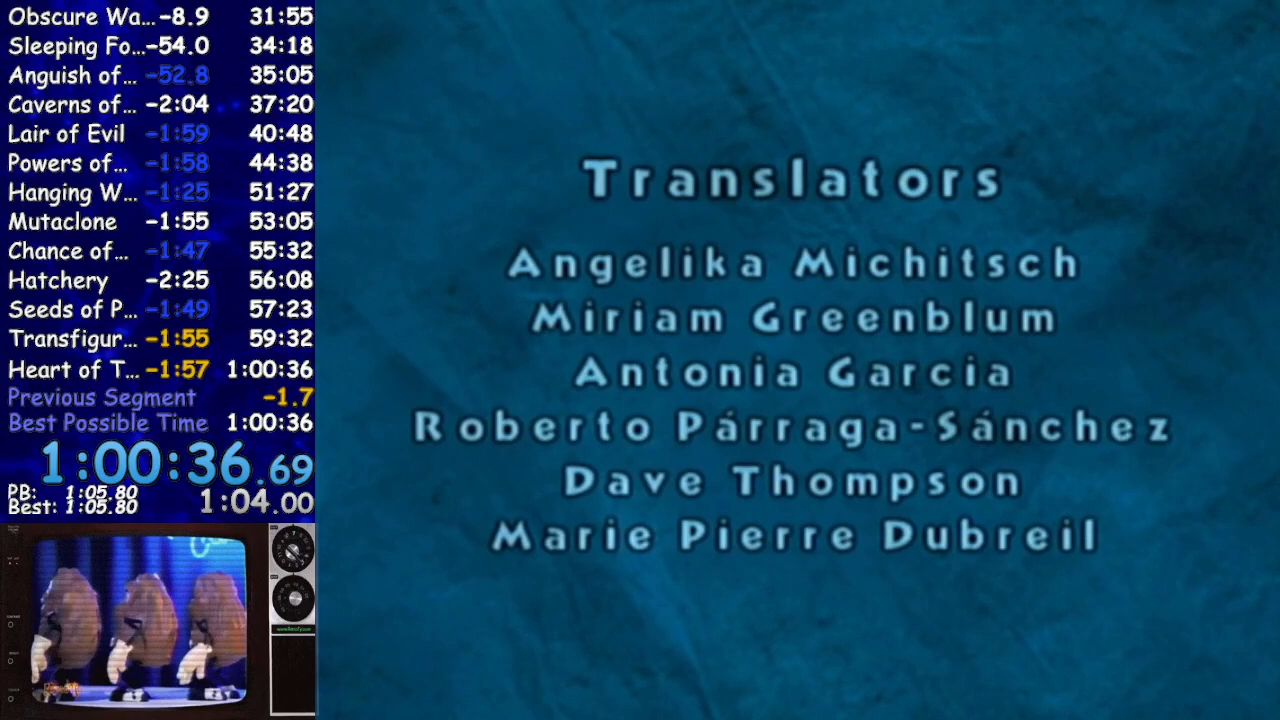 Obscure Wa... -8.9 31:55
Sleeping Fo... -54.0 34:18
Anguish of... -52.8 35:05
Caverns of... -2:04 37:20
Lair of Evil -1:59 40:48
Powers of... -1:58 44:38
Hanging W... -1:25 51:27
Mutaclone -1:55 53:05
Chance of... -1:47 55:32
Hatchery -2:25 56:08
Seeds of P... -1:49 57:23
Transfigur... -1:55 59:32
Heart of T... -1:57 1:00:36
Previous Segment -1.7
Best Possible Time 1:00:36
1:00:36.69
PB: 1:05.80
Best: 1:05.80
1:04.00
Translators
Angelika Michitsch
Miriam Greenblum
Antonia Garcia
Roberto Párraga-Sánchez
Dave Thompson
Marie Pierre Dubreil